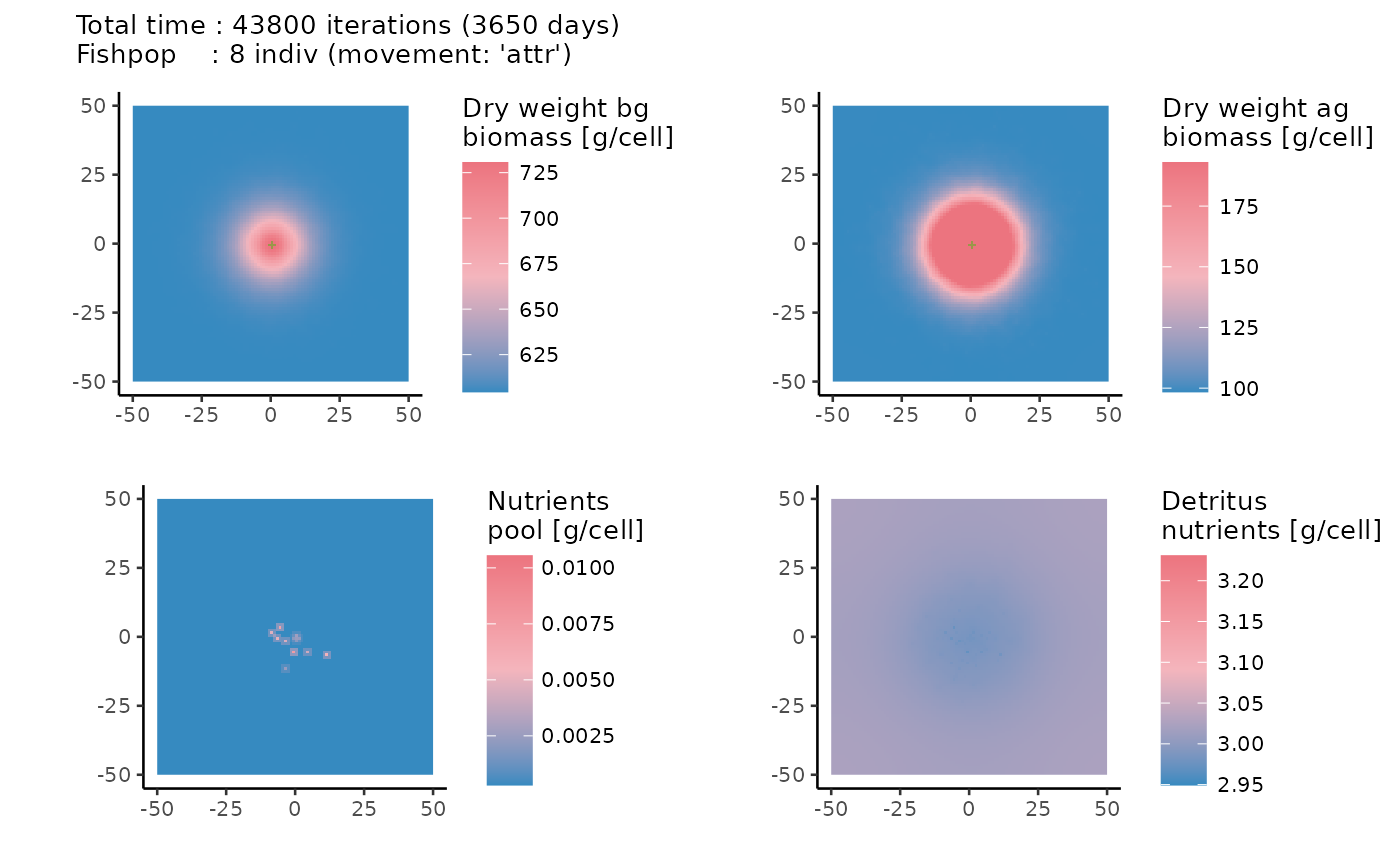 Total time : 43800 iterations (3650 days)
Fishpop    : 8 indiv (movement: 'attr')
Dry weight bg
biomass [g/cell]
50
25
0
-25
-50
-50 -25 0 25 50
725
700
675
650
625
Dry weight ag
biomass [g/cell]
50
25
0
-25
-50
-50 -25 0 25 50
175
150
125
100
Nutrients
pool [g/cell]
50
25
0
-25
-50
-50 -25 0 25 50
0.0100
0.0075
0.0050
0.0025
Detritus
nutrients [g/cell]
50
25
0
-25
-50
-50 -25 0 25 50
3.20
3.15
3.10
3.05
3.00
2.95